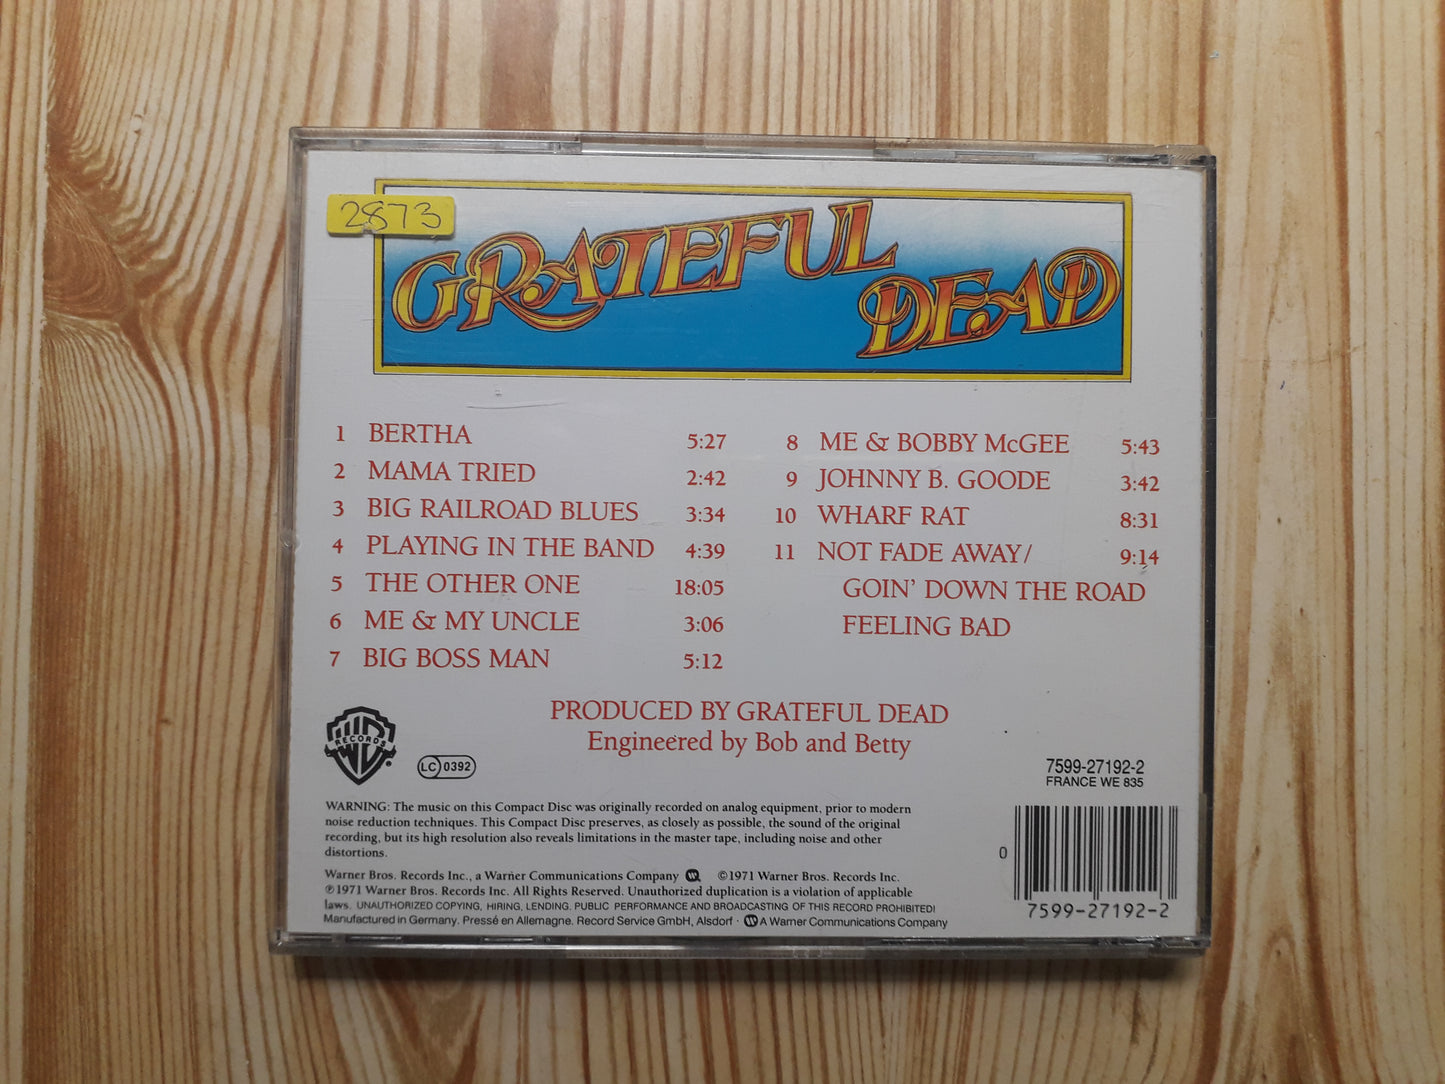 2873
GRATEFUL DEAD
1 BERTHA 5:27
2 MAMA TRIED 2:42
3 BIG RAILROAD BLUES 3:34
4 PLAYING IN THE BAND 4:39
5 THE OTHER ONE 18:05
6 ME & MY UNCLE 3:06
7 BIG BOSS MAN 5:12
8 ME & BOBBY McGEE 5:43
9 JOHNNY B. GOODE 3:42
10 WHARF RAT 8:31
11 NOT FADE AWAY/ 9:14
GOIN' DOWN THE ROAD
FEELING BAD
PRODUCED BY GRATEFUL DEAD
Engineered by Bob and Betty
WB RECORDS
LC 0392
7599-27192-2
FRANCE WE 835
WARNING: The music on this Compact Disc was originally recorded on analog equipment, prior to modern
noise reduction techniques. This Compact Disc preserves, as closely as possible, the sound of the original
recording, but its high resolution also reveals limitations in the master tape, including noise and other
distortions.
Warner Bros. Records Inc., a Warner Communications Company ©1971 Warner Bros. Records Inc.
℗1971 Warner Bros. Records Inc. All Rights Reserved. Unauthorized duplication is a violation of applicable
laws. UNAUTHORIZED COPYING, HIRING, LENDING. PUBLIC PERFORMANCE AND BROADCASTING OF THIS RECORD PROHIBITED!
Manufactured in Germany. Pressé en Allemagne. Record Service GmbH, Alsdorf · A Warner Communications Company
0
7599-27192-2